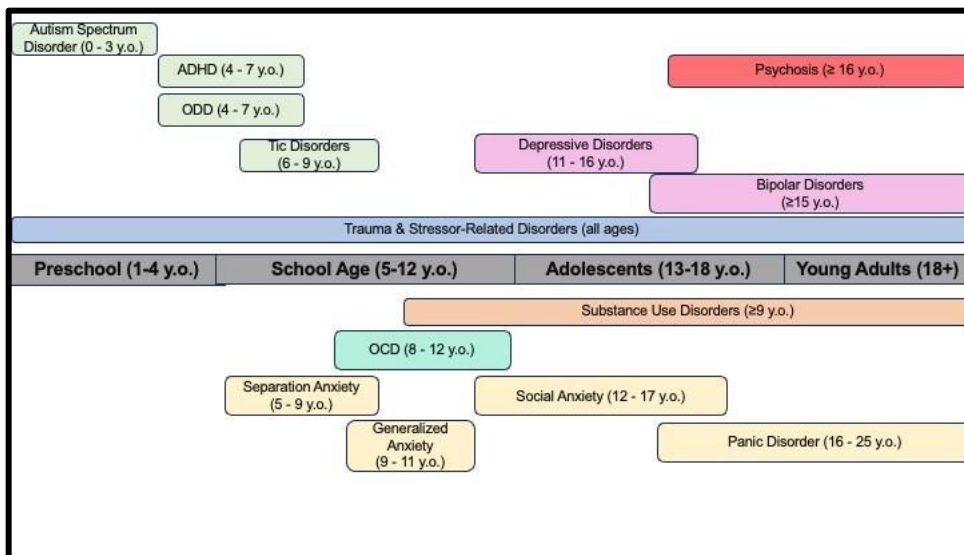 Autism Spectrum
Disorder (0 - 3 y.o.)
ADHD (4 - 7 y.o.)
Psychosis (≥ 16 y.o.)
ODD (4 - 7 y.o.)
Tic Disorders
(6 - 9 y.o.)
Depressive Disorders
(11 - 16 y.o.)
Bipolar Disorders
(≥15 y.o.)
Trauma & Stressor-Related Disorders (all ages)
Preschool (1-4 y.o.)
School Age (5-12 y.o.)
Adolescents (13-18 y.o.)
Young Adults (18+)
Substance Use Disorders (≥9 y.o.)
OCD (8 - 12 y.o.)
Separation Anxiety
(5 - 9 y.o.)
Social Anxiety (12 - 17 y.o.)
Generalized
Anxiety
(9 - 11 y.o.)
Panic Disorder (16 - 25 y.o.)